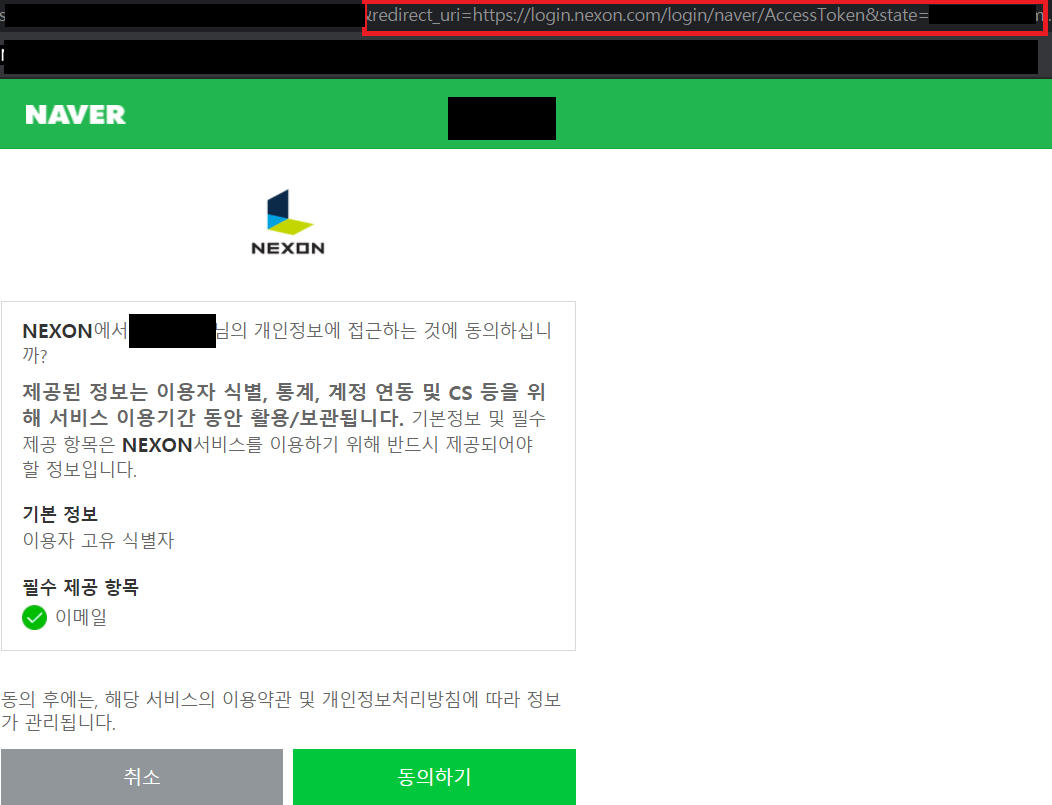 &redirect_uri=https://login.nexon.com/login/naver/AccessToken&state=
NAVER
NEXON
NEXON에서 님의 개인정보에 접근하는 것에 동의하십니
까?
제공된 정보는 이용자 식별, 통계, 계정 연동 및 CS 등을 위
해 서비스 이용기간 동안 활용/보관됩니다. 기본정보 및 필수
제공 항목은 NEXON서비스를 이용하기 위해 반드시 제공되어야
할 정보입니다.
기본 정보
이용자 고유 식별자
필수 제공 항목
이메일
동의 후에는, 해당 서비스의 이용약관 및 개인정보처리방침에 따라 정보
가 관리됩니다.
취소
동의하기